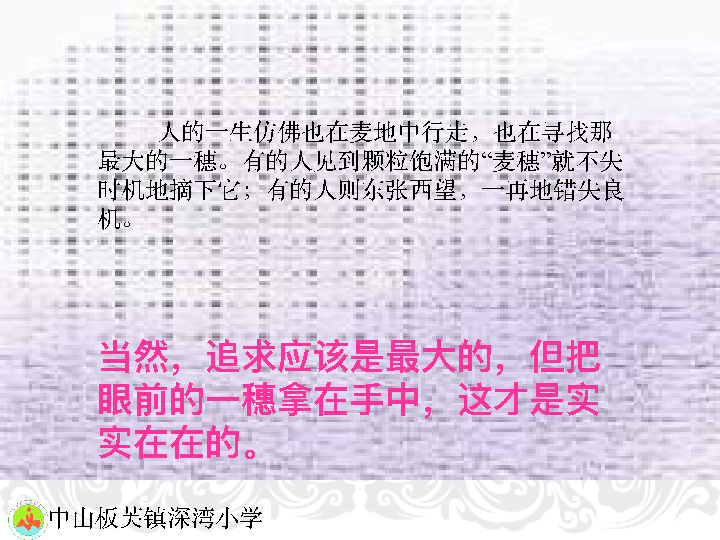 人的一生仿佛也在麦地中行走，也在寻找那
最大的一穗。有的人见到颗粒饱满的“麦穗”就不失
时机地摘下它；有的人则东张西望，一再地错失良
机。
当然，追求应该是最大的，但把
眼前的一穗拿在手中，这才是实
实在在的。
中山板芙镇深湾小学